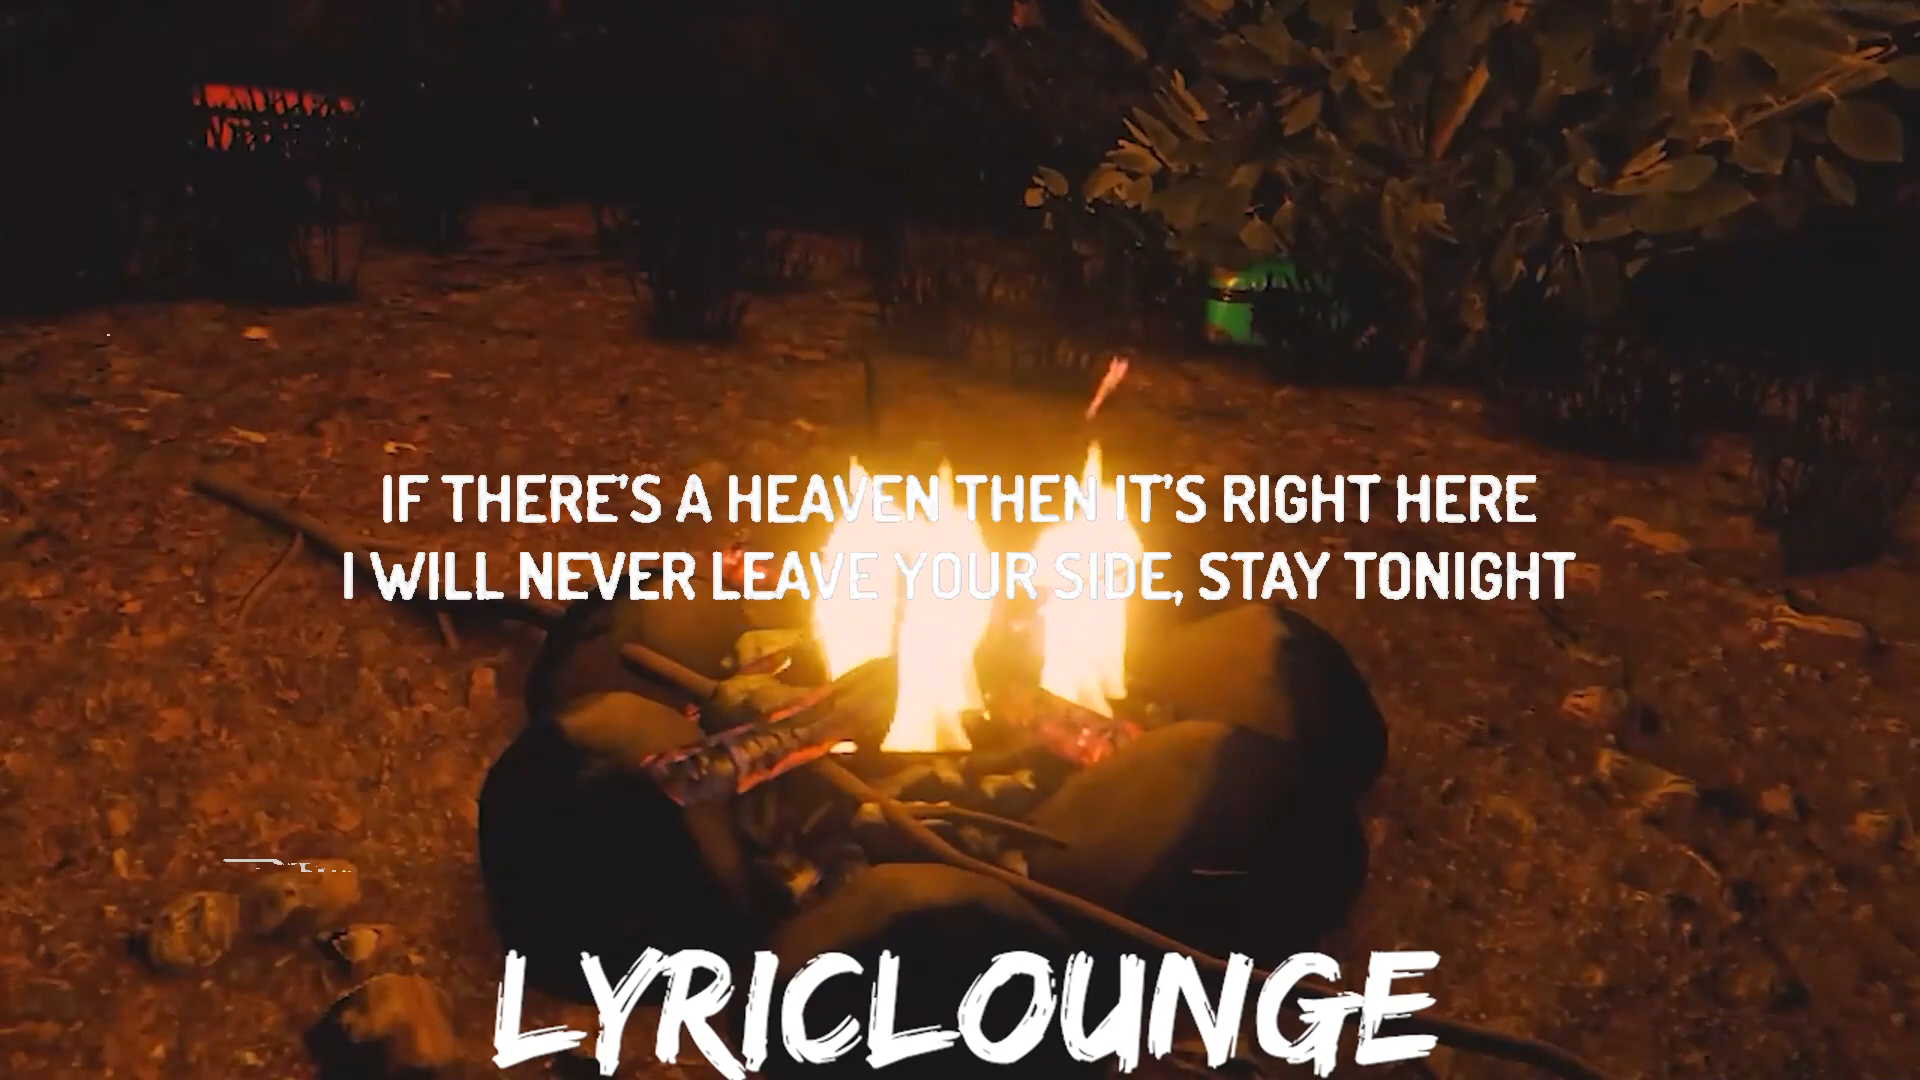 IF THERE'S A HEAVEN THEN IT'S RIGHT HERE
I WILL NEVER LEAVE YOUR SIDE, STAY TONIGHT
LYRICLOUNGE